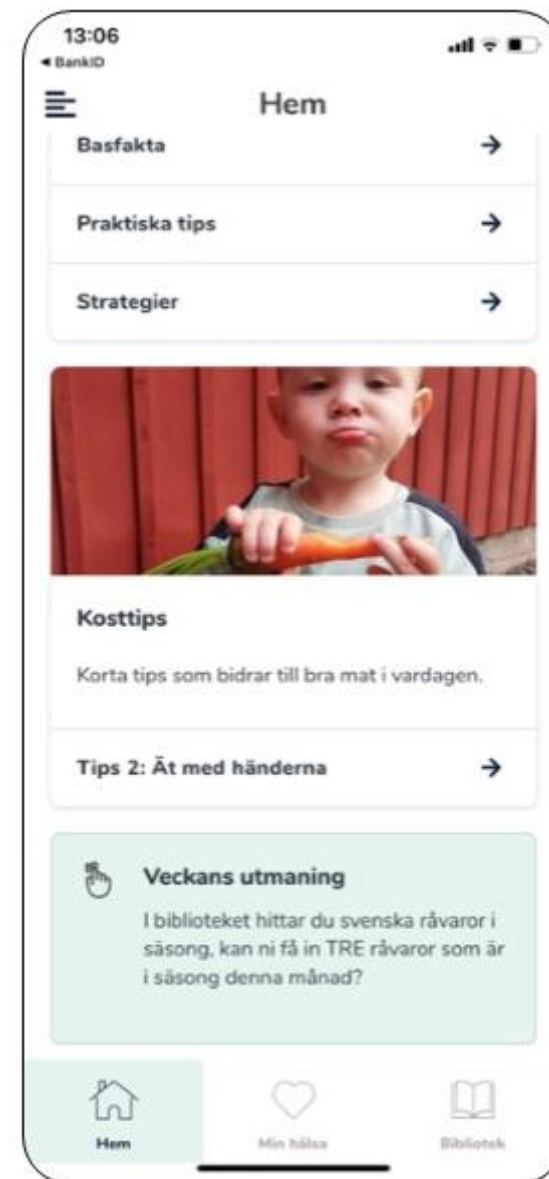 13:06
◀ BankID
Hem
Basfakta
Praktiska tips
Strategier
Kosttips
Korta tips som bidrar till bra mat i vardagen.
Tips 2: Ät med händerna
Veckans utmaning
I biblioteket hittar du svenska råvaror i
säsong, kan ni få in TRE råvaror som är
i säsong denna månad?
Hem
Min hälsa
Bibliotek